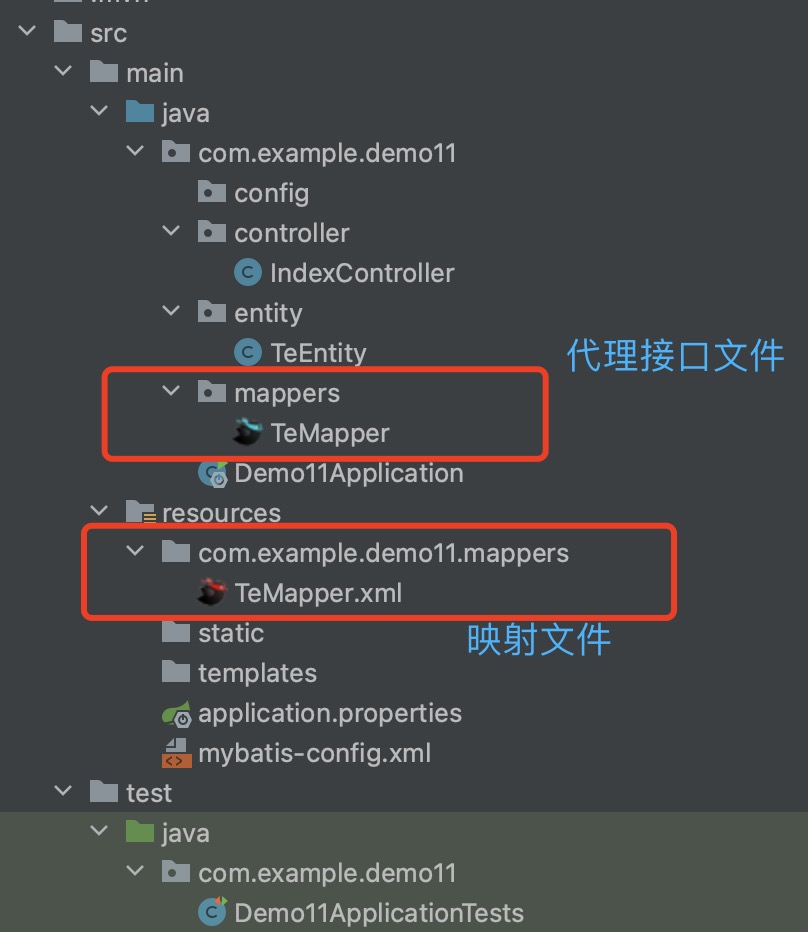 src
main
java
com.example.demo11
config
controller
IndexController
entity
TeEntity
代理接口文件
mappers
TeMapper
Demo11Application
resources
com.example.demo11.mappers
TeMapper.xml
static
映射文件
templates
application.properties
mybatis-config.xml
test
java
com.example.demo11
Demo11ApplicationTests